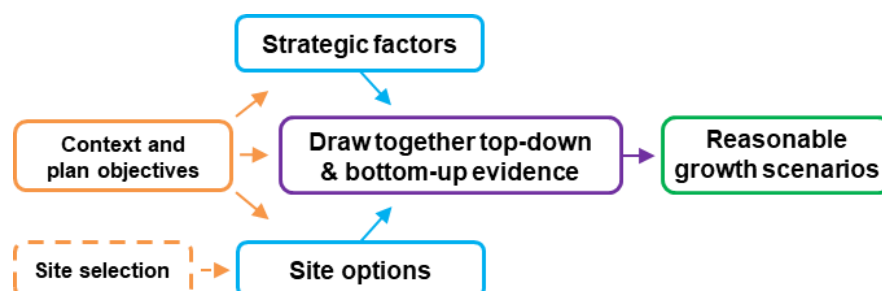 Strategic factors
Context and
plan objectives
Draw together top-down
& bottom-up evidence
Reasonable
growth scenarios
Site selection
Site options